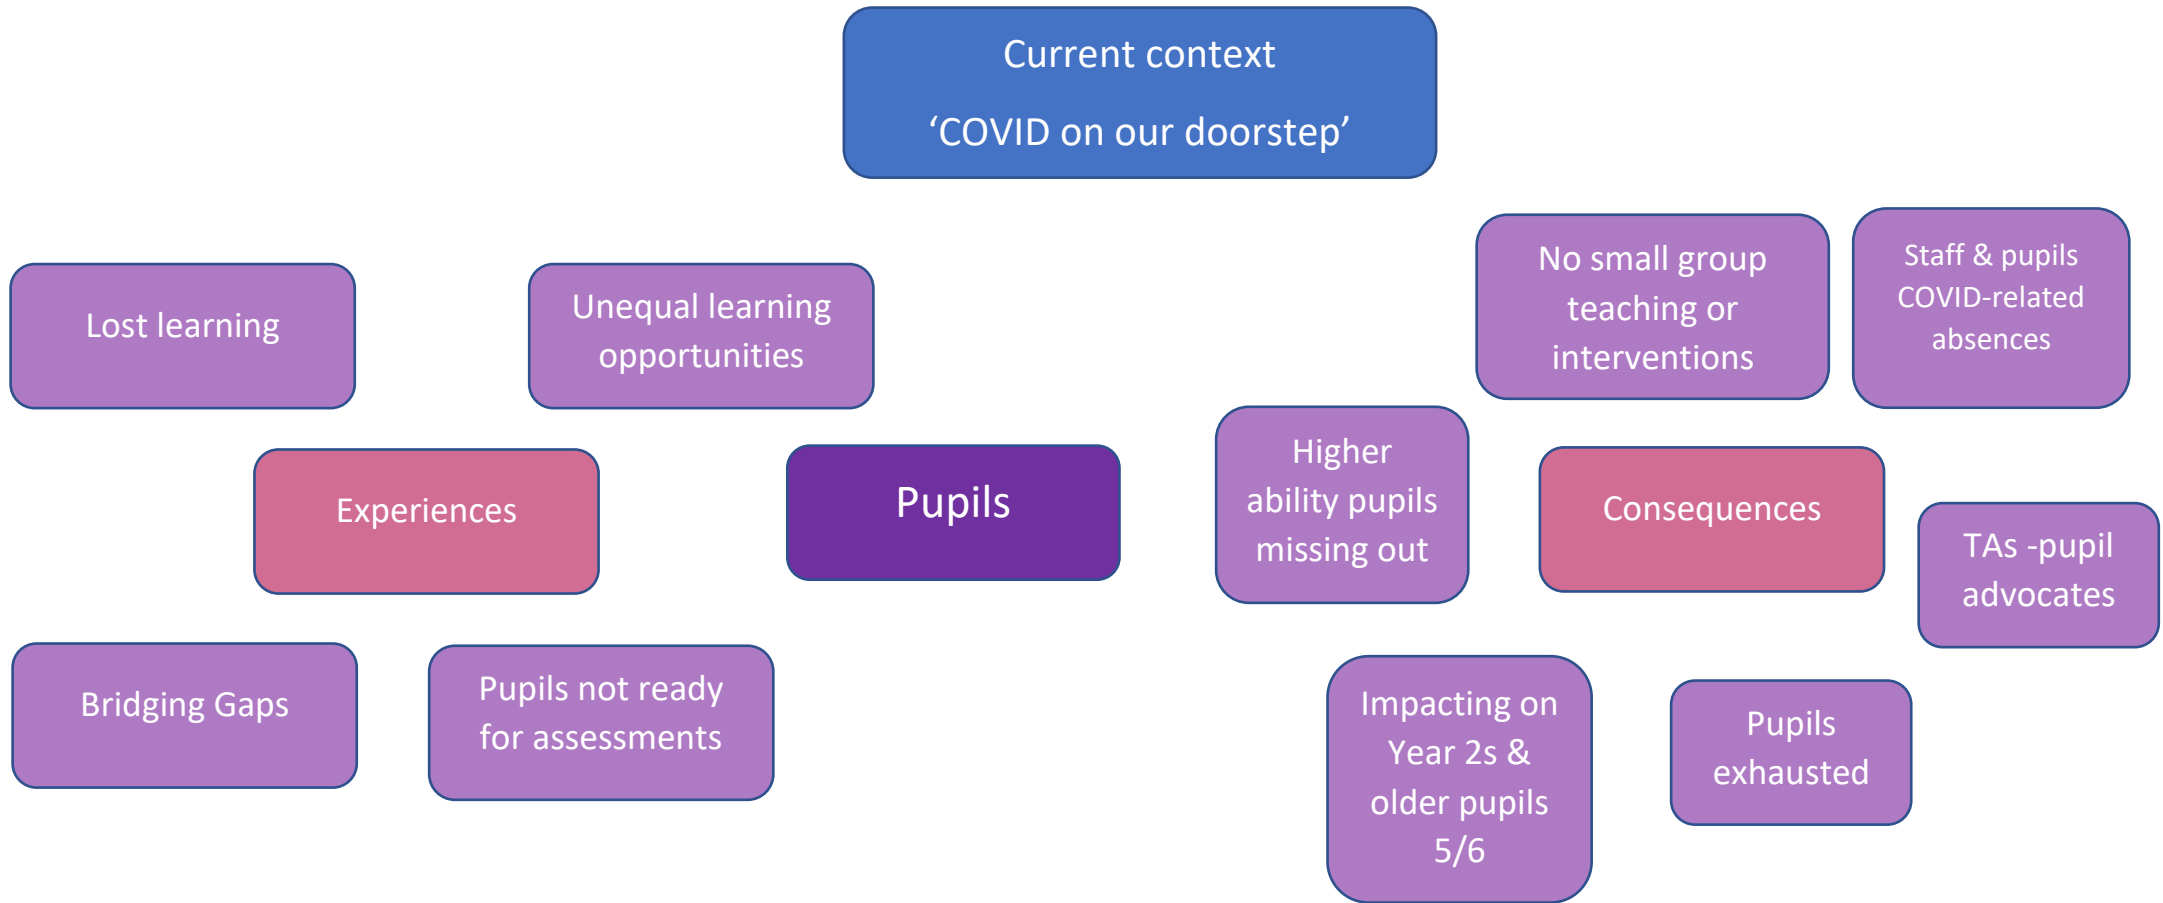 Current context
‘COVID on our doorstep’
Lost learning
Unequal learning
opportunities
No small group
teaching or
interventions
Staff & pupils
COVID-related
absences
Experiences
Pupils
Higher
ability pupils
missing out
Consequences
TAs -pupil
advocates
Bridging Gaps
Pupils not ready
for assessments
Impacting on
Year 2s &
older pupils
5/6
Pupils
exhausted